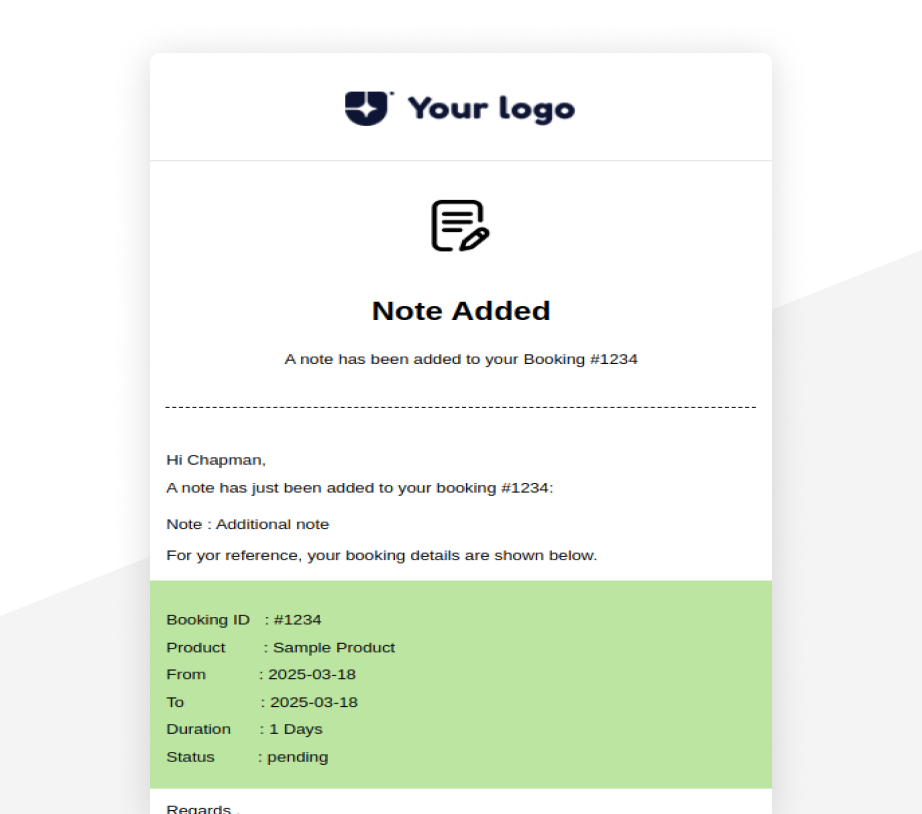 Your logo
Note Added
A note has been added to your Booking #1234
Hi Chapman,
A note has just been added to your booking #1234:
Note : Additional note
For yor reference, your booking details are shown below.
Booking ID : #1234
Product : Sample Product
From : 2025-03-18
To : 2025-03-18
Duration : 1 Days
Status : pending
Regards ,